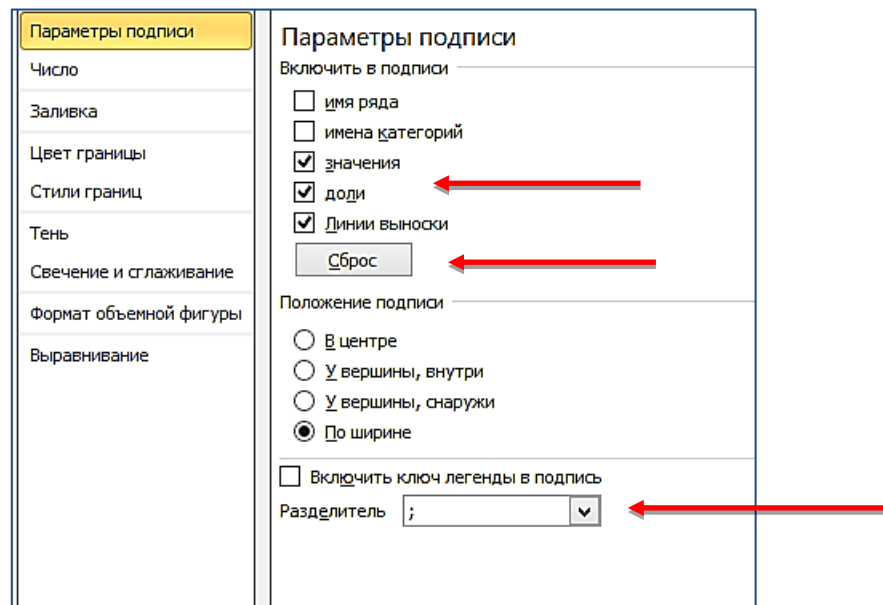 Параметры подписи
Число
Заливка
Цвет границы
Стили границ
Тень
Свечение и сглаживание
Формат объемной фигуры
Выравнивание
Параметры подписи
Включить в подписи
имя ряда
имена категорий
значения
доли
Линии выноски
Сброс
Положение подписи
В центре
У вершины, внутри
У вершины, снаружи
По ширине
Включить ключ легенды в подпись
Разделитель ;